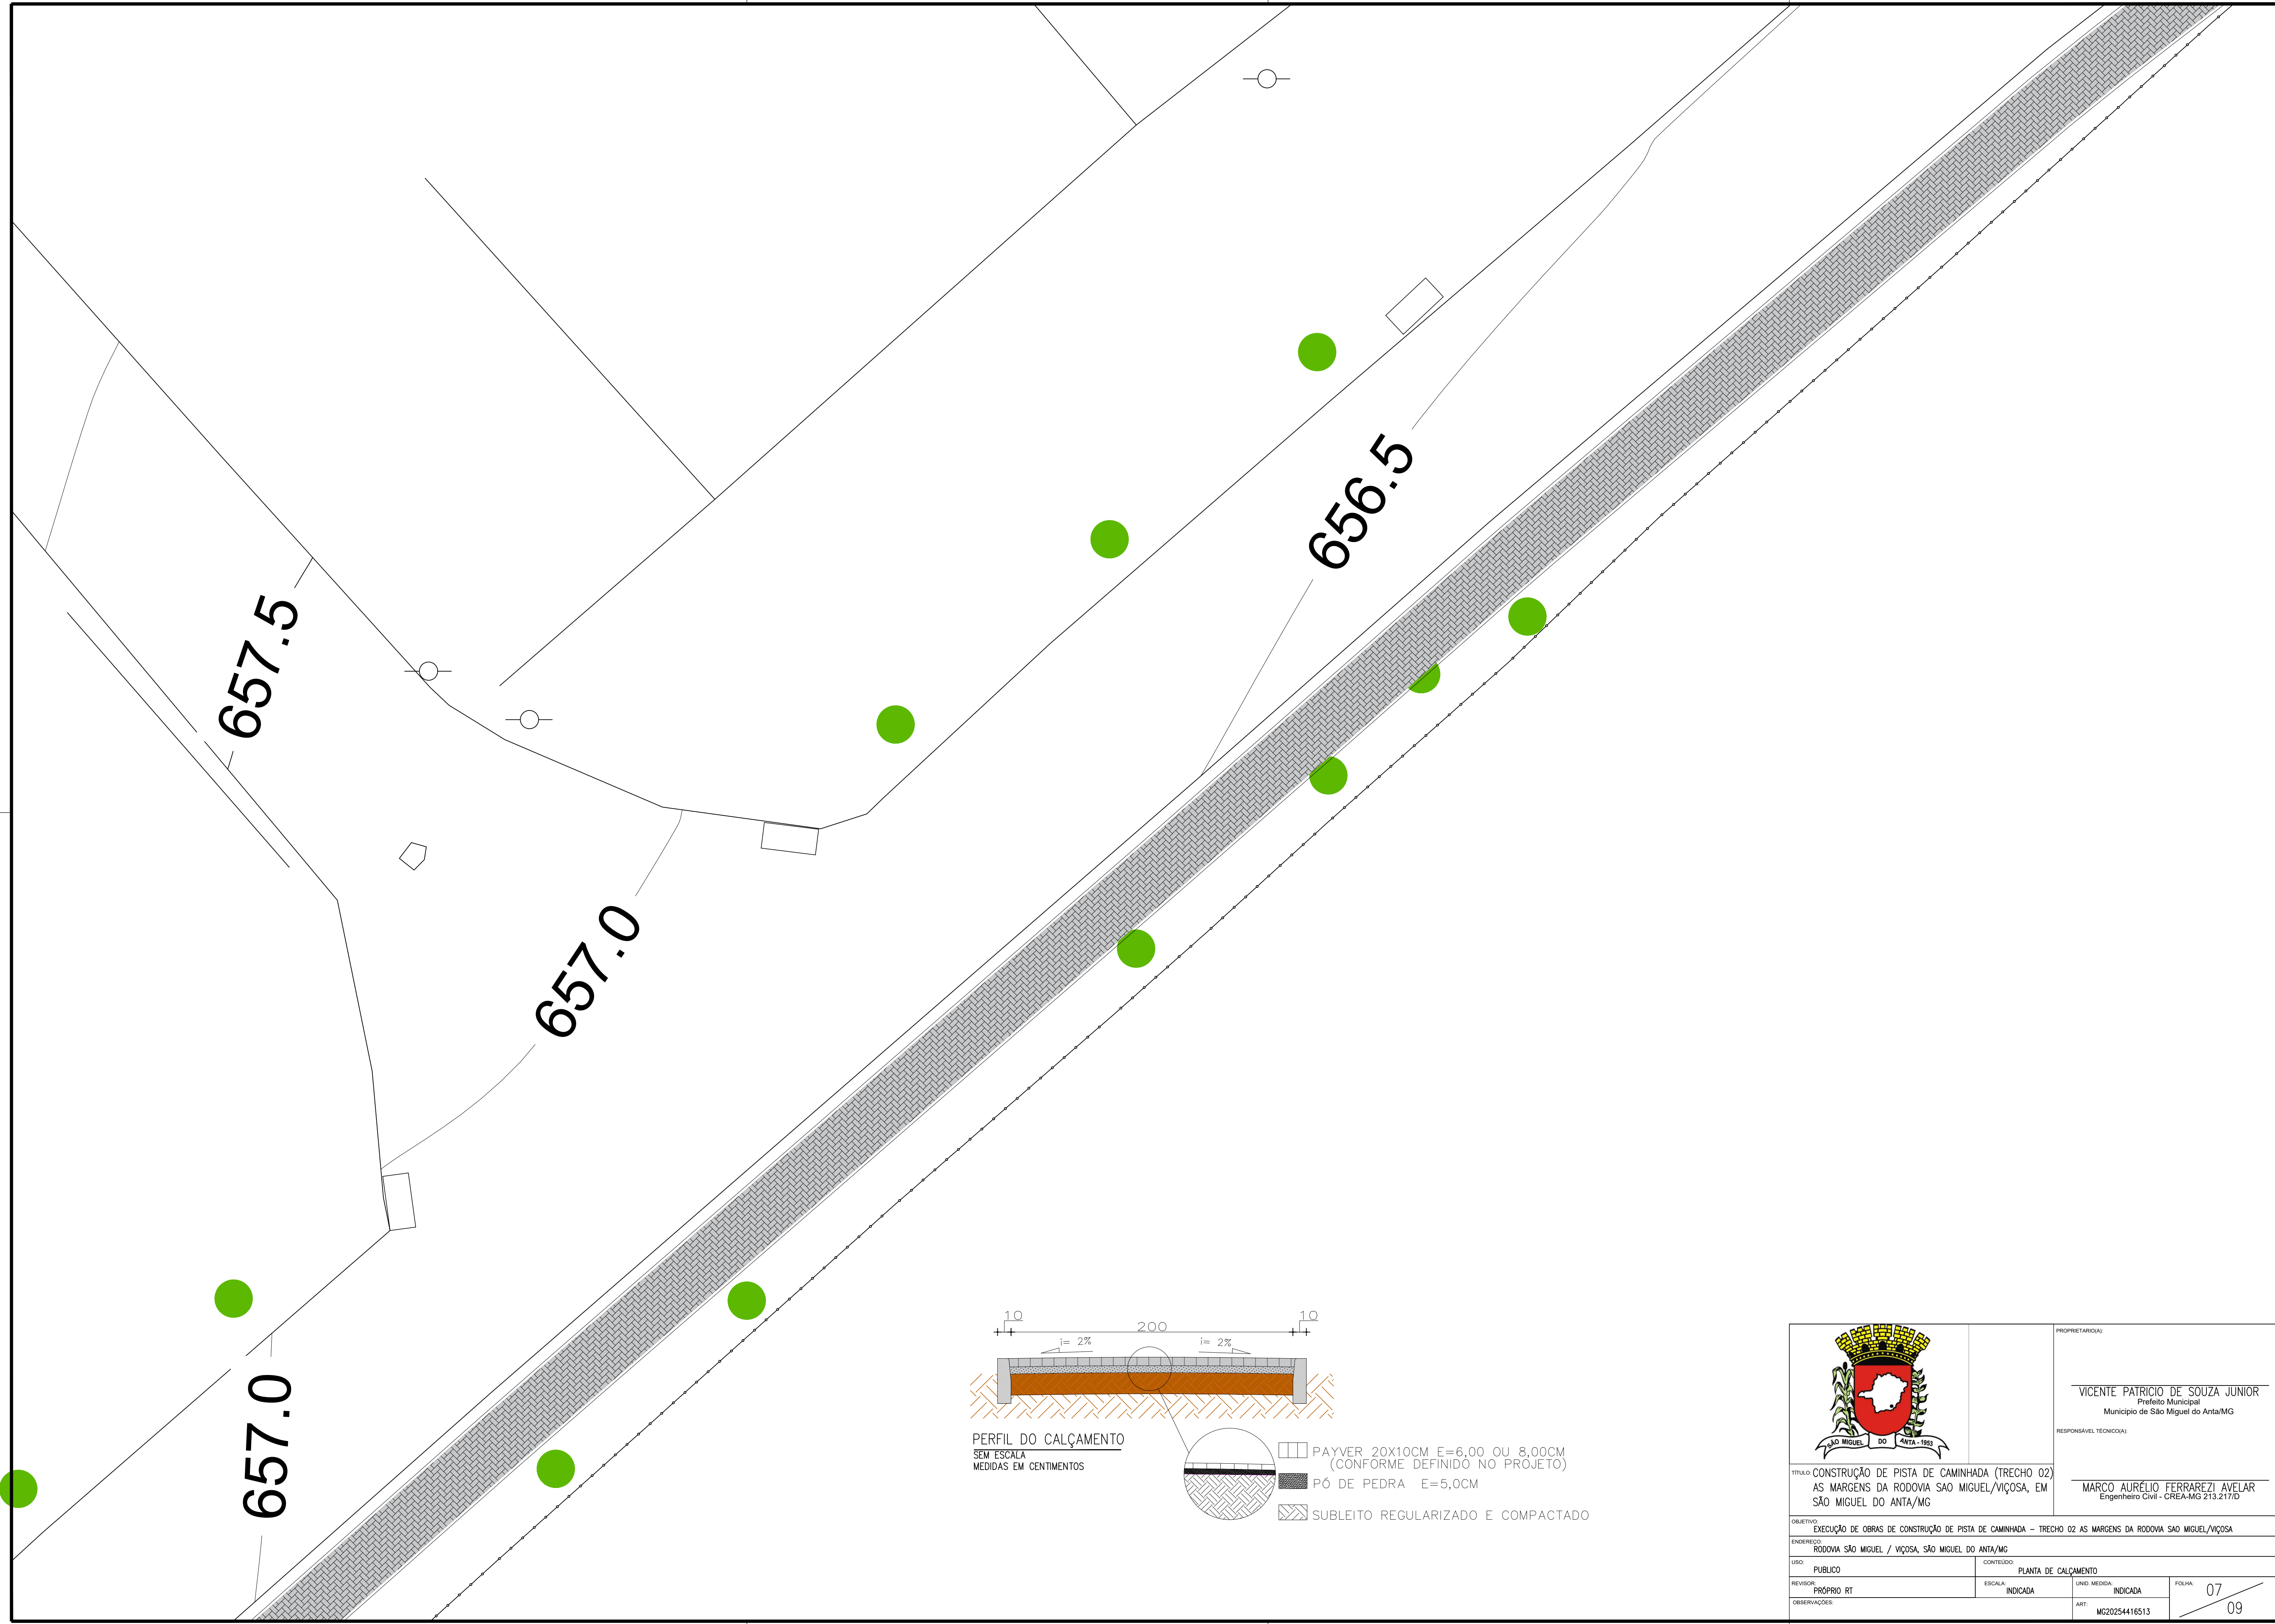 656.5
657.5
657.0
657.0
10
200
10
i= 2%
i= 2%
PERFIL DO CALÇAMENTO
SEM ESCALA
MEDIDAS EM CENTIMENTOS
PAYVER 20X10CM E=6,00 OU 8,00CM
(CONFORME DEFINIDO NO PROJETO)
PÓ DE PEDRA E=5,0CM
SUBLEITO REGULARIZADO E COMPACTADO
SÃO MIGUEL DO ANTA - 1953
PROPRIETARIO(A):
VICENTE PATRICIO DE SOUZA JUNIOR
Prefeito Municipal
Municipio de São Miguel do Anta/MG
RESPONSÁVEL TÉCNICO(A):
MARCO AURÉLIO FERRAREZI AVELAR
Engenheiro Civil - CREA-MG 213.217/D
TÍTULO: CONSTRUÇÃO DE PISTA DE CAMINHADA (TRECHO 02)
AS MARGENS DA RODOVIA SAO MIGUEL/VIÇOSA, EM
SÃO MIGUEL DO ANTA/MG
OBJETIVO:
EXECUÇÃO DE OBRAS DE CONSTRUÇÃO DE PISTA DE CAMINHADA – TRECHO 02 AS MARGENS DA RODOVIA SAO MIGUEL/VIÇOSA
ENDEREÇO:
RODOVIA SÃO MIGUEL / VIÇOSA, SÃO MIGUEL DO ANTA/MG
USO:
PUBLICO
CONTEÚDO:
PLANTA DE CALÇAMENTO
REVISOR:
PRÓPRIO RT
ESCALA:
INDICADA
UNID. MEDIDA:
INDICADA
FOLHA:
07
09
OBSERVAÇÕES:
ART:
MG20254416513